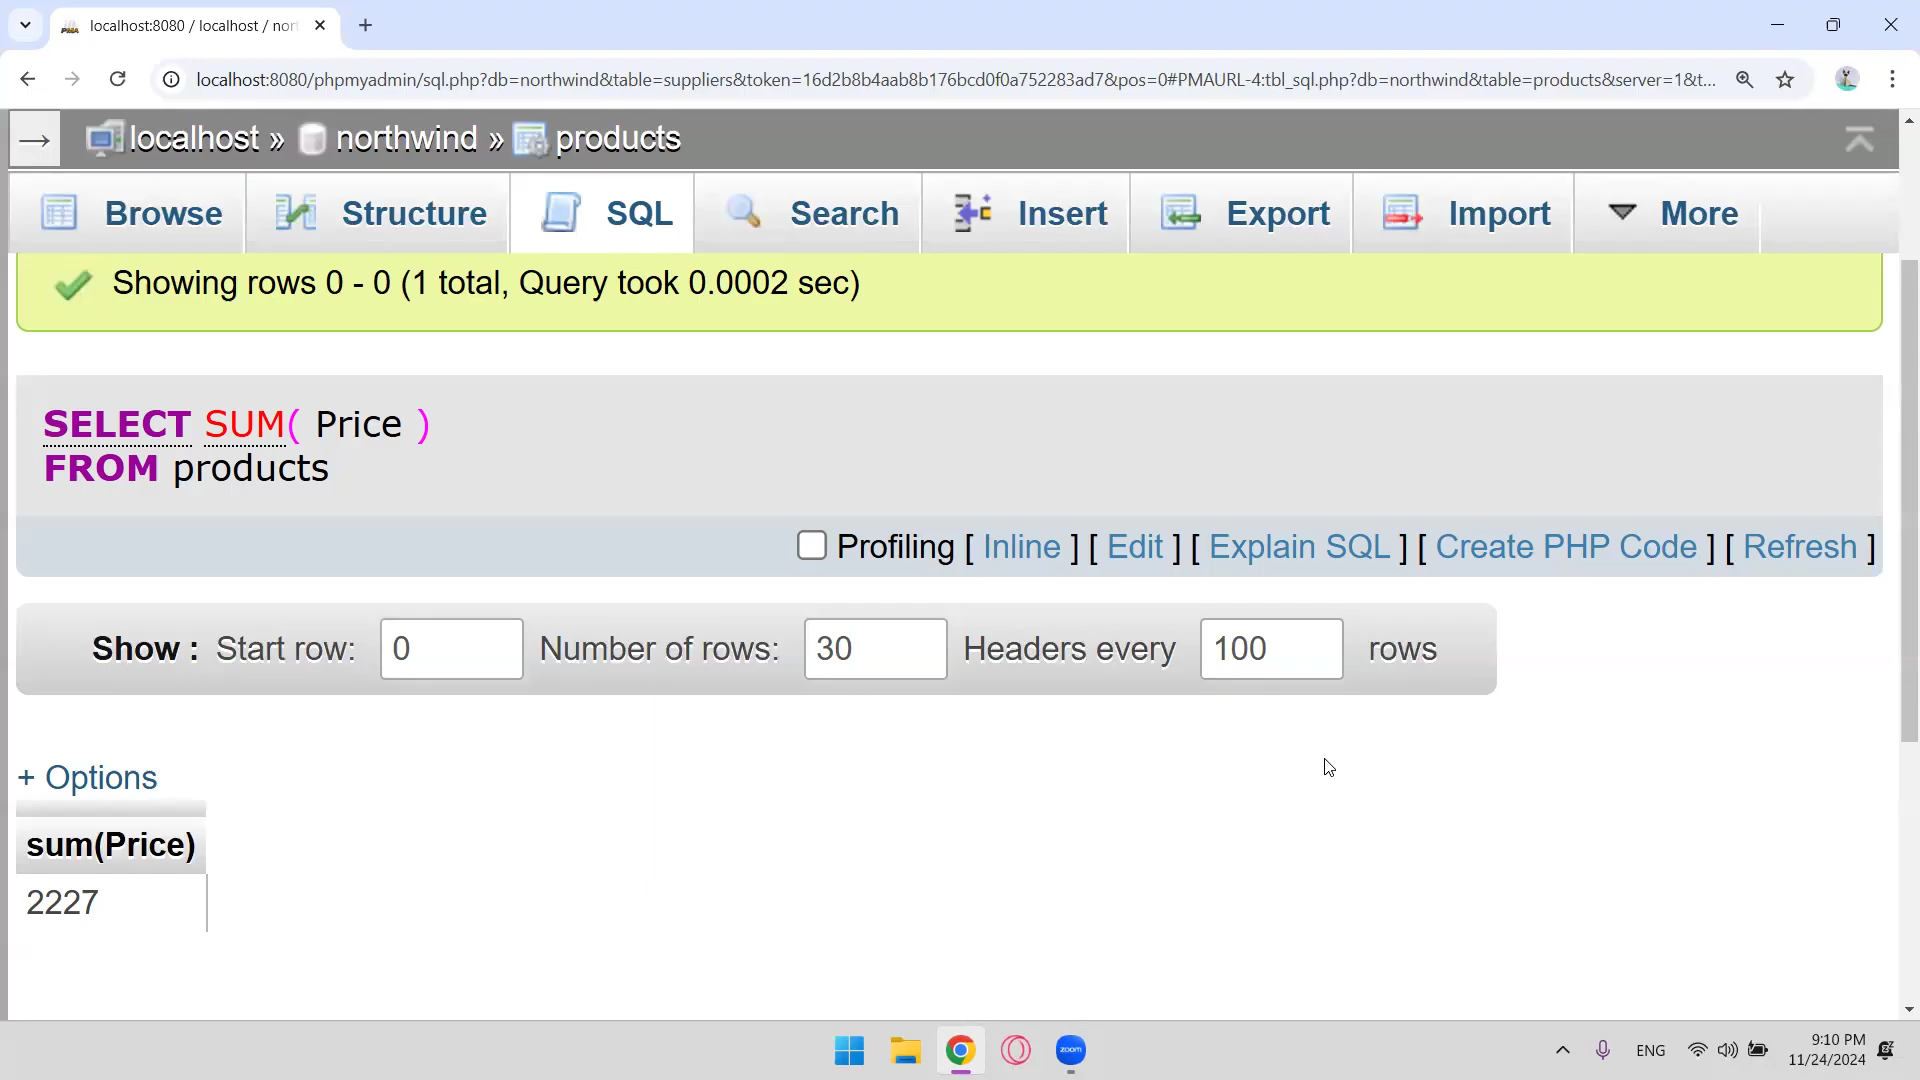 localhost:8080 / localhost / nor
localhost:8080/phpmyadmin/sql.php?db=northwind&table=suppliers&token=16d2b8b4aab8b176bcd0f0a752283ad7&pos=0#PMAURL-4:tbl_sql.php?db=northwind&table=products&server=1&t...
localhost » northwind » products
Browse Structure SQL Search Insert Export Import More
Showing rows 0 - 0 (1 total, Query took 0.0002 sec)
SELECT SUM( Price )
FROM products
Profiling [ Inline ] [ Edit ] [ Explain SQL ] [ Create PHP Code ] [ Refresh ]
Show : Start row: 0 Number of rows: 30 Headers every 100 rows
+ Options
sum(Price)
2227
zoom
ENG
9:10 PM
11/24/2024